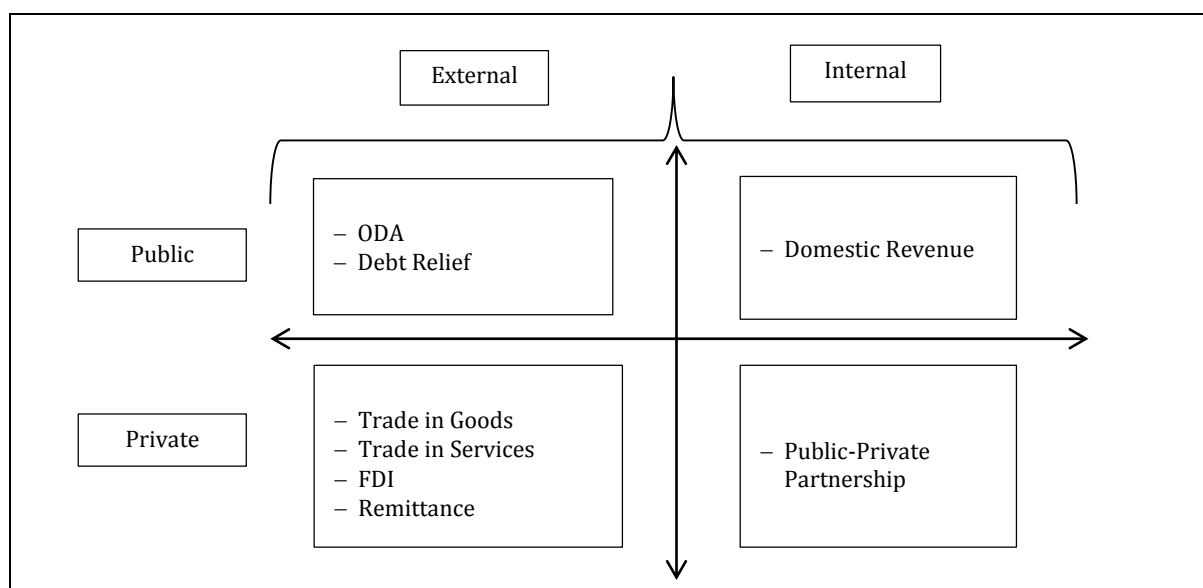 External
Internal
Public
– ODA
– Debt Relief
– Domestic Revenue
Private
– Trade in Goods
– Trade in Services
– FDI
– Remittance
– Public-Private
Partnership